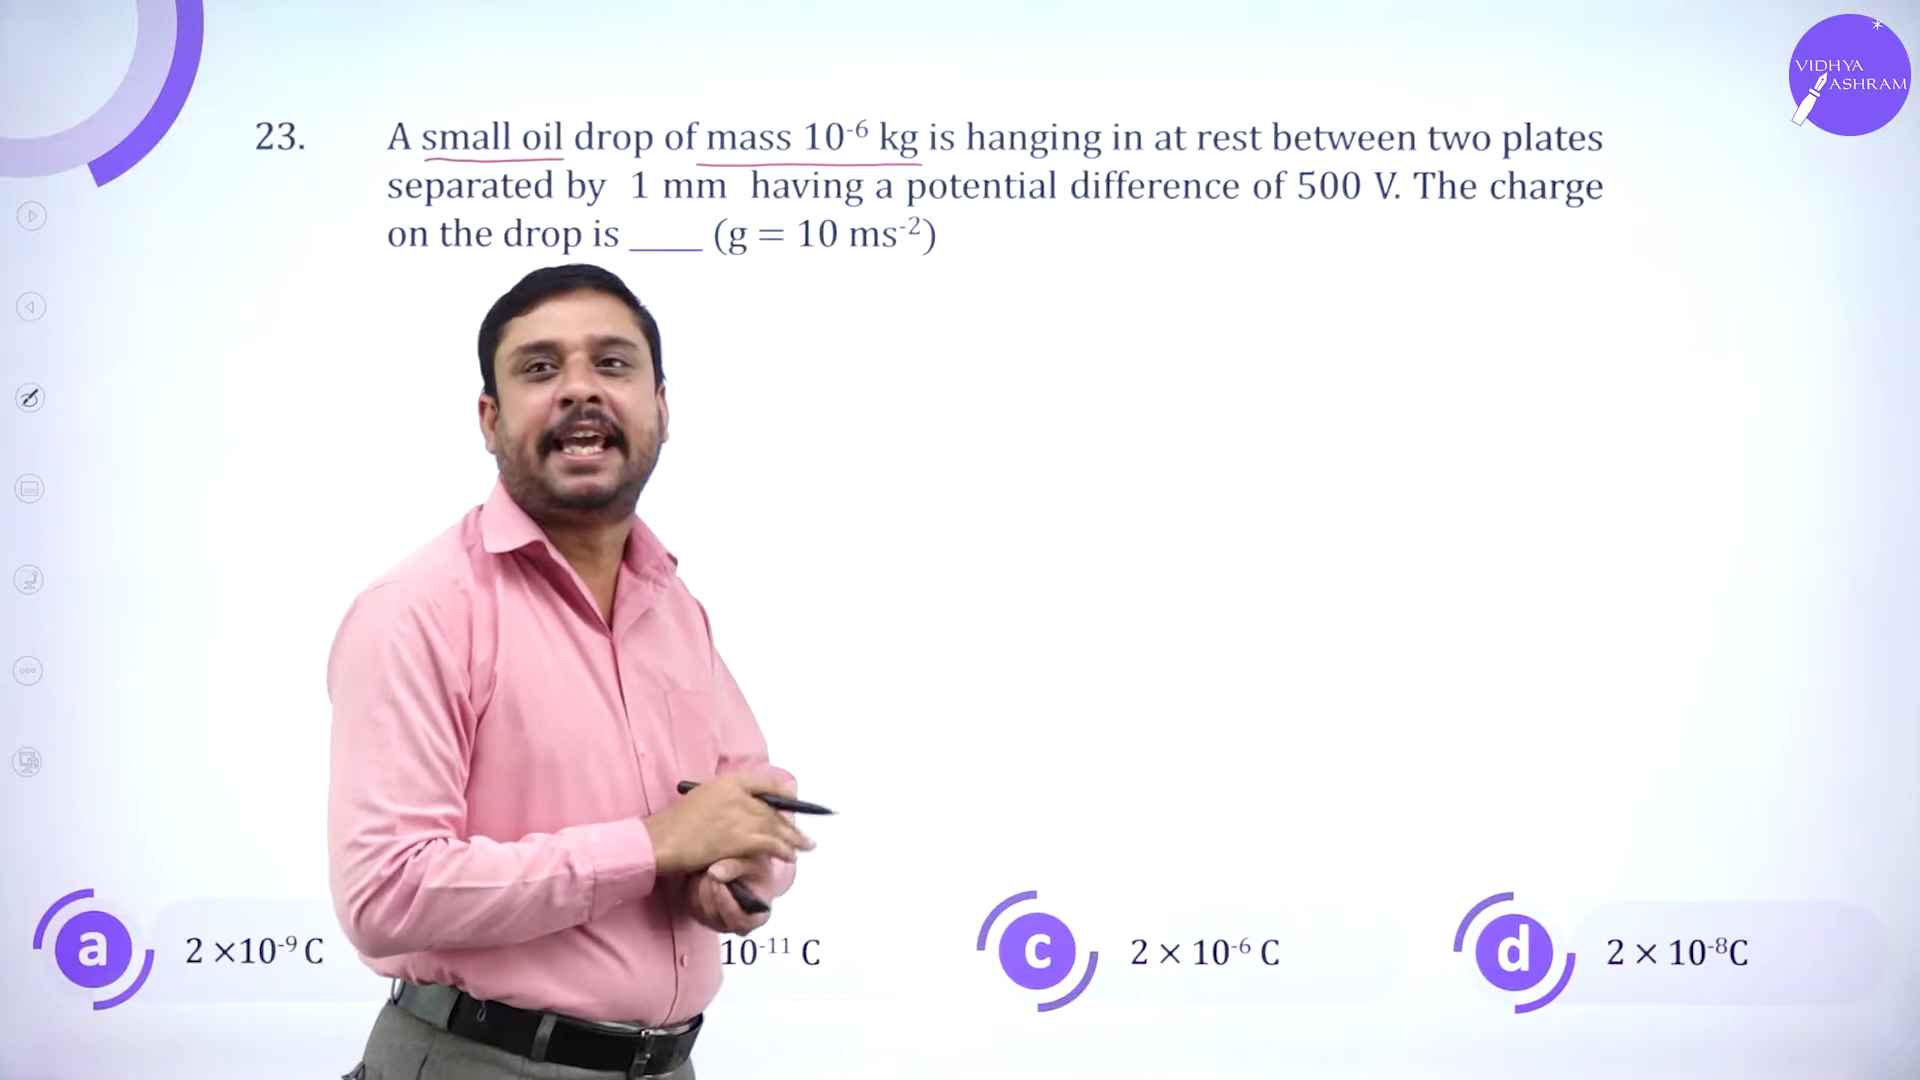 VIDHYA
ASHRAM
23. A small oil drop of mass 10⁻⁶ kg is hanging in at rest between two plates
separated by 1 mm having a potential difference of 500 V. The charge
on the drop is ____ (g = 10 ms⁻²)
a 2 ×10⁻⁹ C
10⁻¹¹ C
c 2 × 10⁻⁶ C
d 2 × 10⁻⁸C